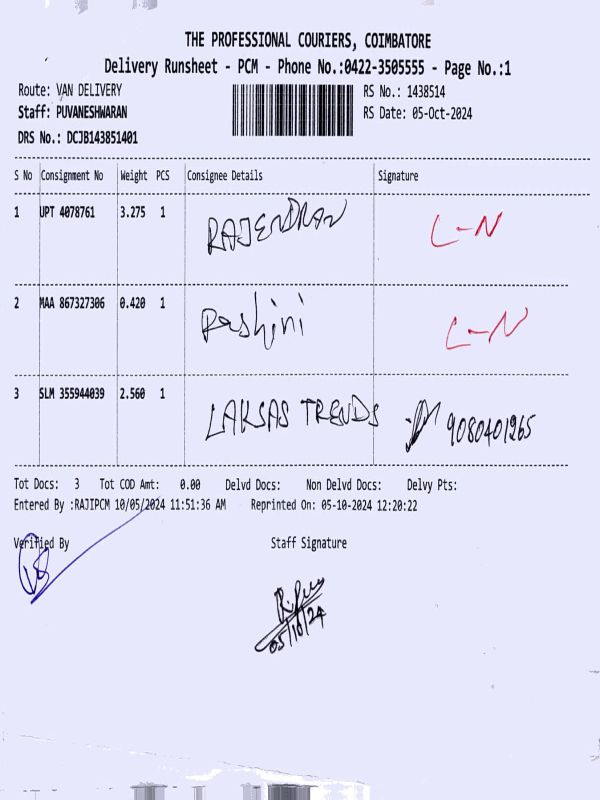 THE PROFESSIONAL COURIERS, COIMBATORE
Delivery Runsheet - PCM - Phone No.:0422-3505555 - Page No.:1
Route: VAN DELIVERY RS No.: 1438514
Staff: PUVANESHWARAN RS Date: 05-Oct-2024
DRS No.: DCJB143851401
S No Consignment No Weight PCS Consignee Details Signature
1 UPT 4078761 3.275 1 RAJENDRAN L-N
2 MAA 867327306 0.420 1 Rashini L-N
3 SLM 355944039 2.560 1 LAKSAS TRENDS 9080401265
Tot Docs: 3 Tot COD Amt: 0.00 Delvd Docs: Non Delvd Docs: Delvy Pts:
Entered By :RAJIPCM 10/05/2024 11:51:36 AM Reprinted On: 05-10-2024 12:20:22
Verified By Staff Signature
05/10/24